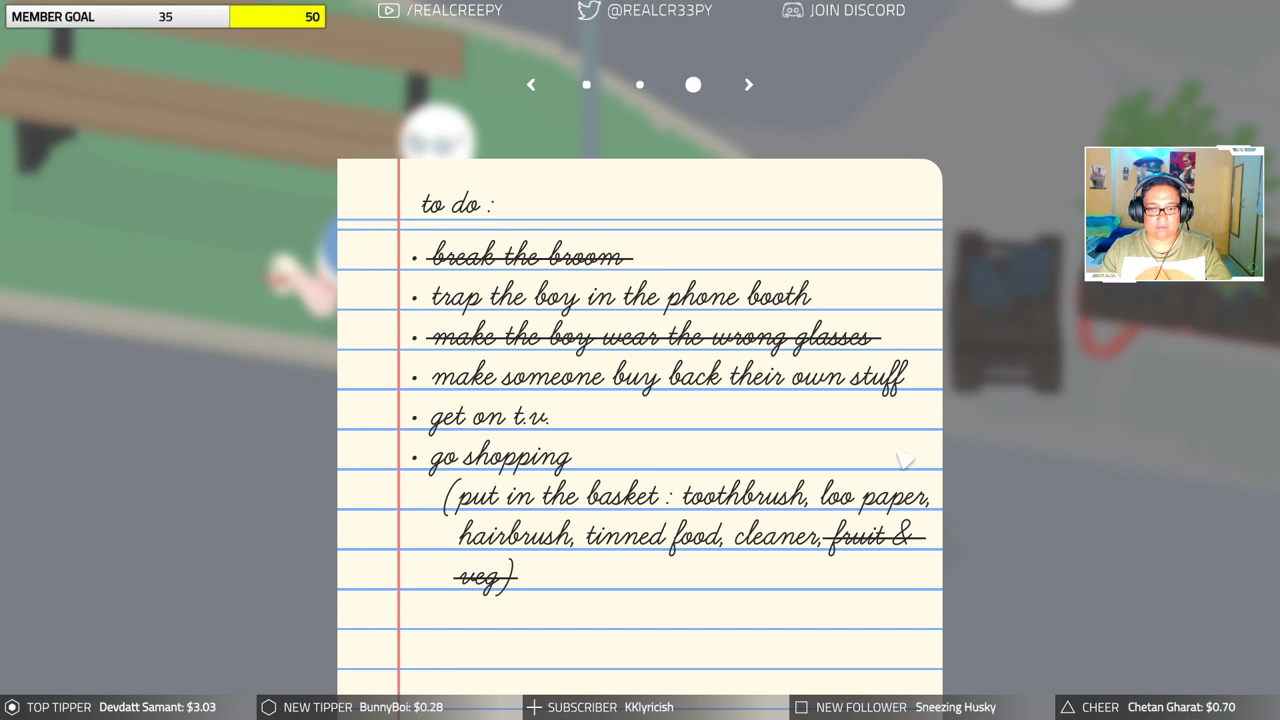 MEMBER GOAL 35 50
/REALCREEPY @REALCR33PY JOIN DISCORD
to do :
• break the broom
• trap the boy in the phone booth
• make the boy wear the wrong glasses
• make someone buy back their own stuff
• get on t.v.
• go shopping
(put in the basket : toothbrush, loo paper,
hairbrush, tinned food, cleaner, fruit &
veg)
TOP TIPPER Devdatt Samant: $3.03 NEW TIPPER BunnyBoi: $0.28 SUBSCRIBER KKlyricish NEW FOLLOWER Sneezing Husky CHEER Chetan Gharat: $0.70